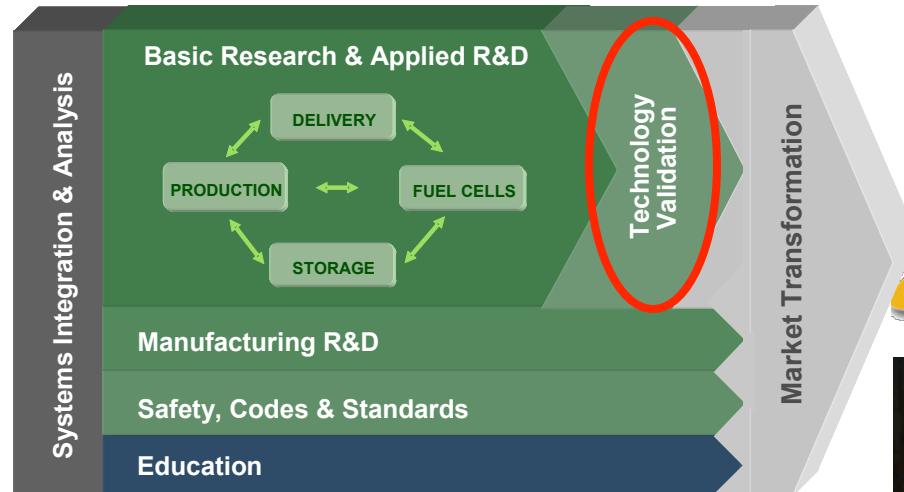 Systems Integration & Analysis
Basic Research & Applied R&D
DELIVERY
PRODUCTION
FUEL CELLS
STORAGE
Technology
Validation
Manufacturing R&D
Safety, Codes & Standards
Education
Market Transformation